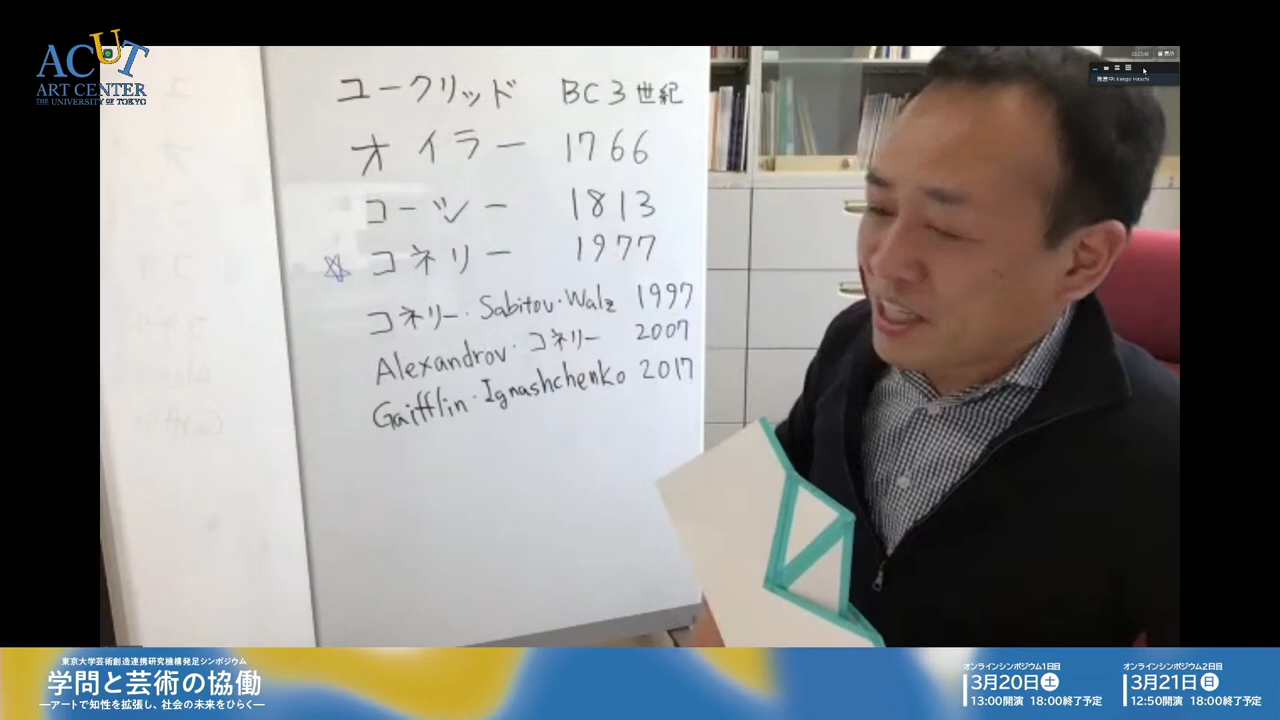 ACUT
ART CENTER
THE UNIVERSITY OF TOKYO
発言中: Kengo Hirachi
ユークリッド BC3世紀
オイラー 1766
コーシー 1813
☆コネリー 1977
コネリー・Sabitov・Walz 1997
Alexandrov・コネリー 2007
Gaifflin・Ignashchenko 2017
東京大学芸術創造連携研究機構発足シンポジウム
学問と芸術の協働
―アートで知性を拡張し、社会の未来をひらく―
オンラインシンポジウム1日目
3月20日土
13:00開演 18:00終了予定
オンラインシンポジウム2日目
3月21日日
12:50開演 18:00終了予定